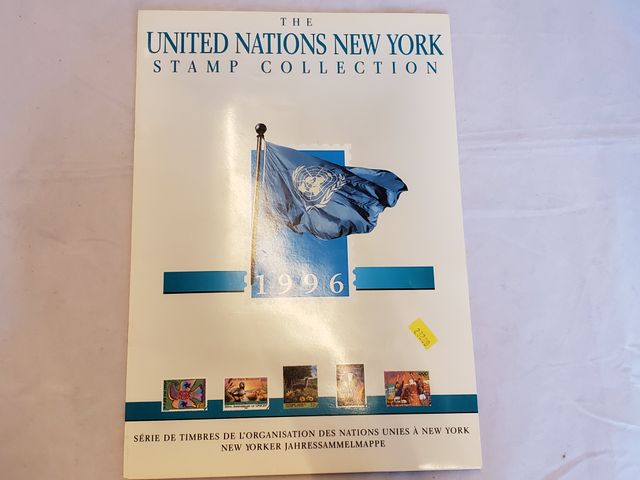 THE
UNITED NATIONS NEW YORK
STAMP COLLECTION
1996
SÉRIE DE TIMBRES DE L'ORGANISATION DES NATIONS UNIES À NEW YORK
NEW YORKER JAHRESSAMMELMAPPE